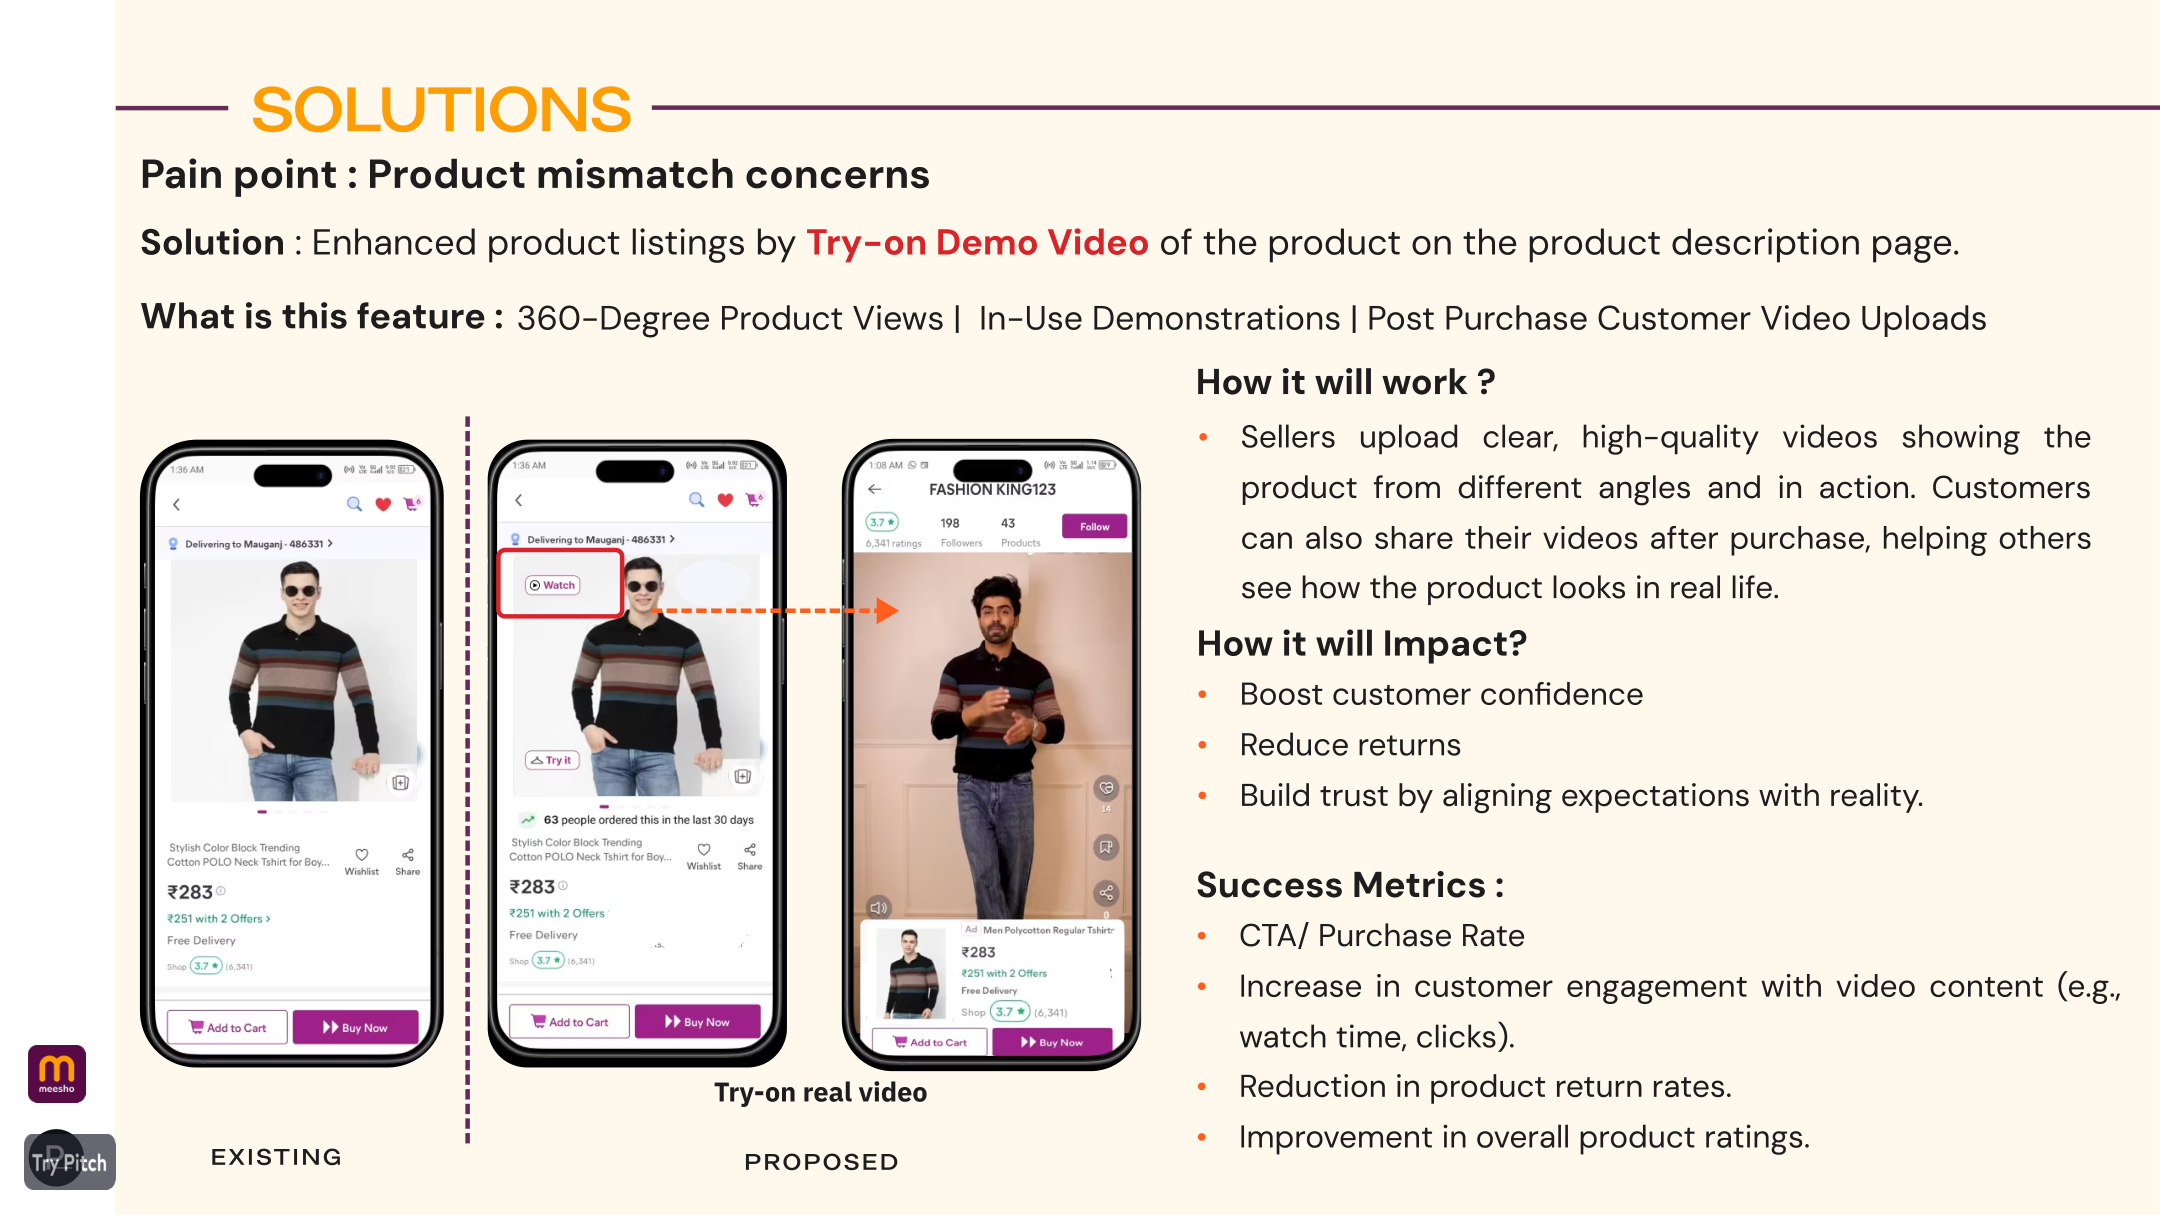 SOLUTIONS
Pain point : Product mismatch concerns
Solution : Enhanced product listings by Try-on Demo Video of the product on the product description page.
What is this feature : 360-Degree Product Views | In-Use Demonstrations | Post Purchase Customer Video Uploads
1:36 AM
Delivering to Mauganj - 486331 >
Stylish Color Block Trending
Cotton POLO Neck Tshirt for Boy...
Wishlist
Share
₹283
₹251 with 2 Offers >
Free Delivery
Shop 3.7 ★ (6,341)
Add to Cart
Buy Now
EXISTING
1:36 AM
Delivering to Mauganj - 486331 >
Watch
Try it
63 people ordered this in the last 30 days
Stylish Color Block Trending
Cotton POLO Neck Tshirt for Boy...
Wishlist
Share
₹283
₹251 with 2 Offers
Free Delivery
Shop 3.7 ★ (6,341)
Add to Cart
Buy Now
1:08 AM
FASHION KING123
3.7 ★
198
43
Follow
6,341 ratings
Followers
Products
14
0
Ad Men Polycotton Regular Tshirts
₹283
₹251 with 2 Offers
Free Delivery
Shop 3.7 ★ (6,341)
Add to Cart
Buy Now
Try-on real video
PROPOSED
How it will work ?
• Sellers upload clear, high-quality videos showing the
product from different angles and in action. Customers
can also share their videos after purchase, helping others
see how the product looks in real life.
How it will Impact?
• Boost customer confidence
• Reduce returns
• Build trust by aligning expectations with reality.
Success Metrics :
• CTA/ Purchase Rate
• Increase in customer engagement with video content (e.g.,
watch time, clicks).
• Reduction in product return rates.
• Improvement in overall product ratings.
meesho
Try Pitch